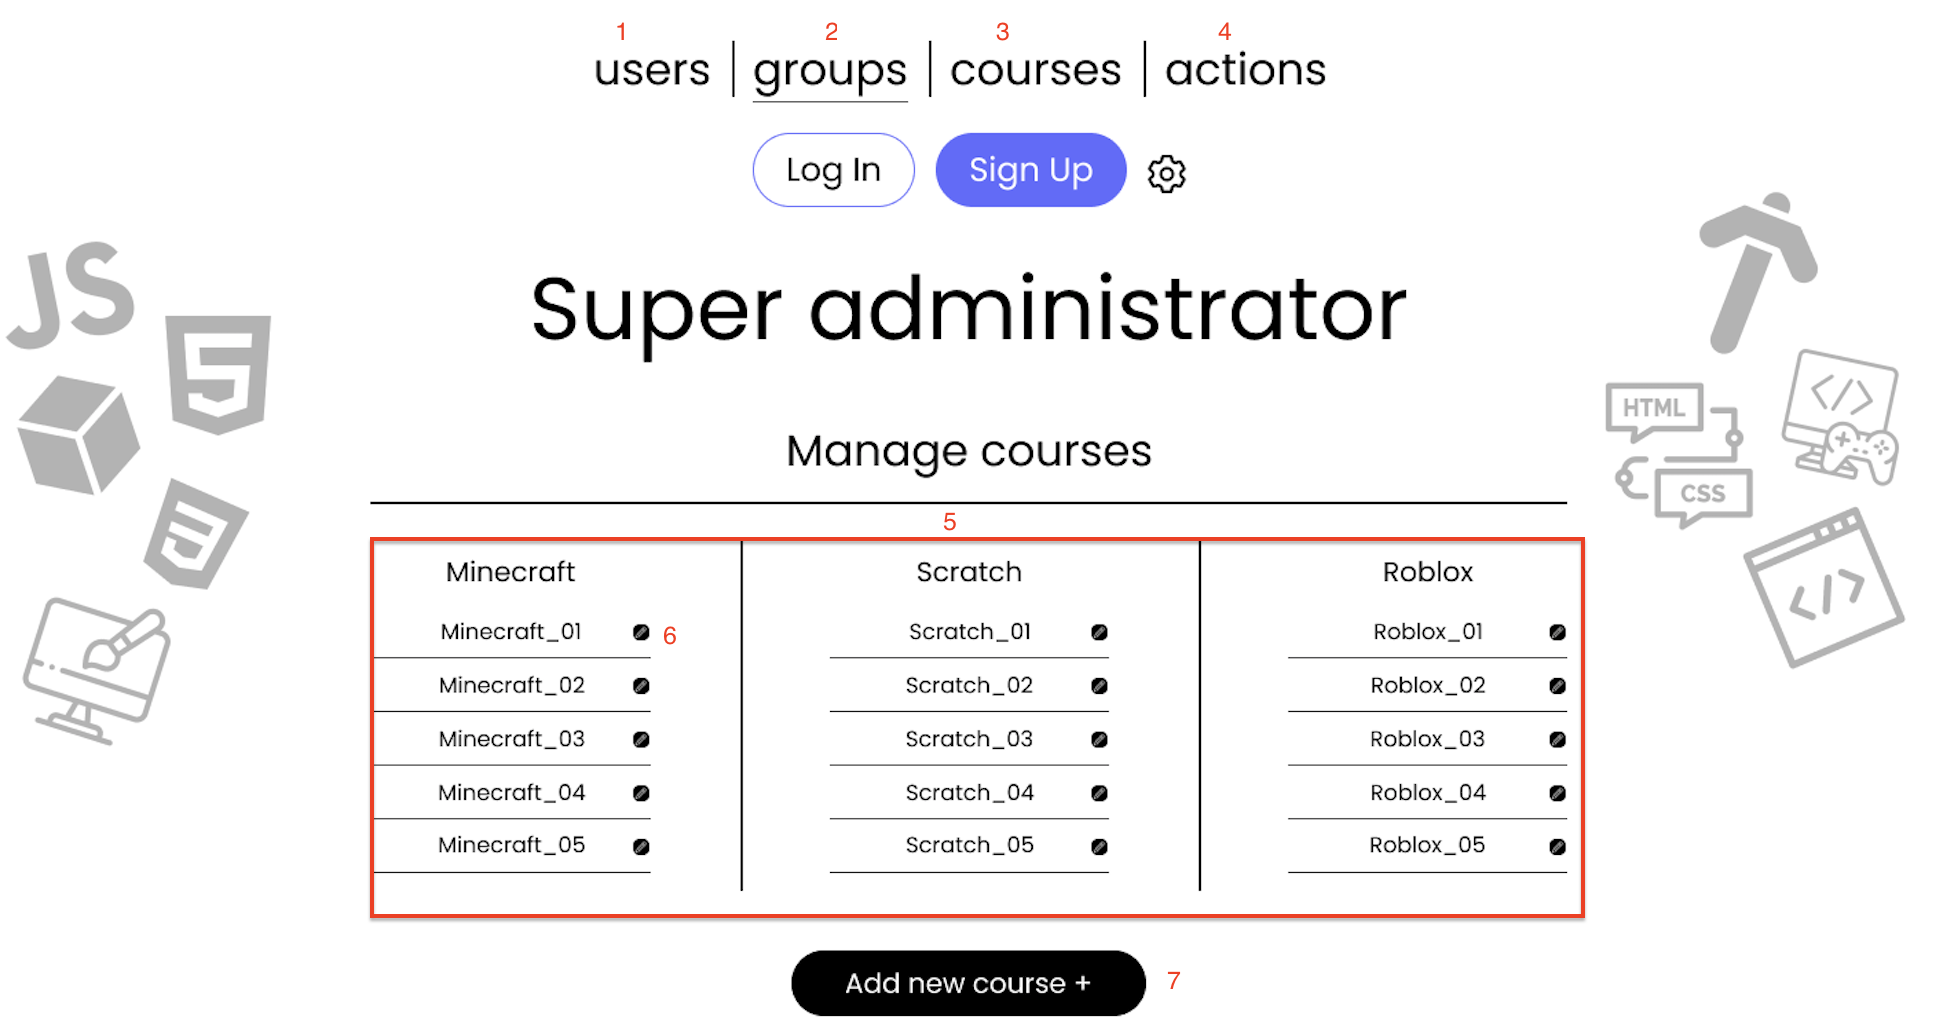 1 2 3 4
users groups courses actions
Log In Sign Up
Super administrator
JS
5
3
HTML
</>
CSS
</>
Manage courses
5
Minecraft Scratch Roblox
Minecraft_01 6 Scratch_01 Roblox_01
Minecraft_02 Scratch_02 Roblox_02
Minecraft_03 Scratch_03 Roblox_03
Minecraft_04 Scratch_04 Roblox_04
Minecraft_05 Scratch_05 Roblox_05
Add new course + 7